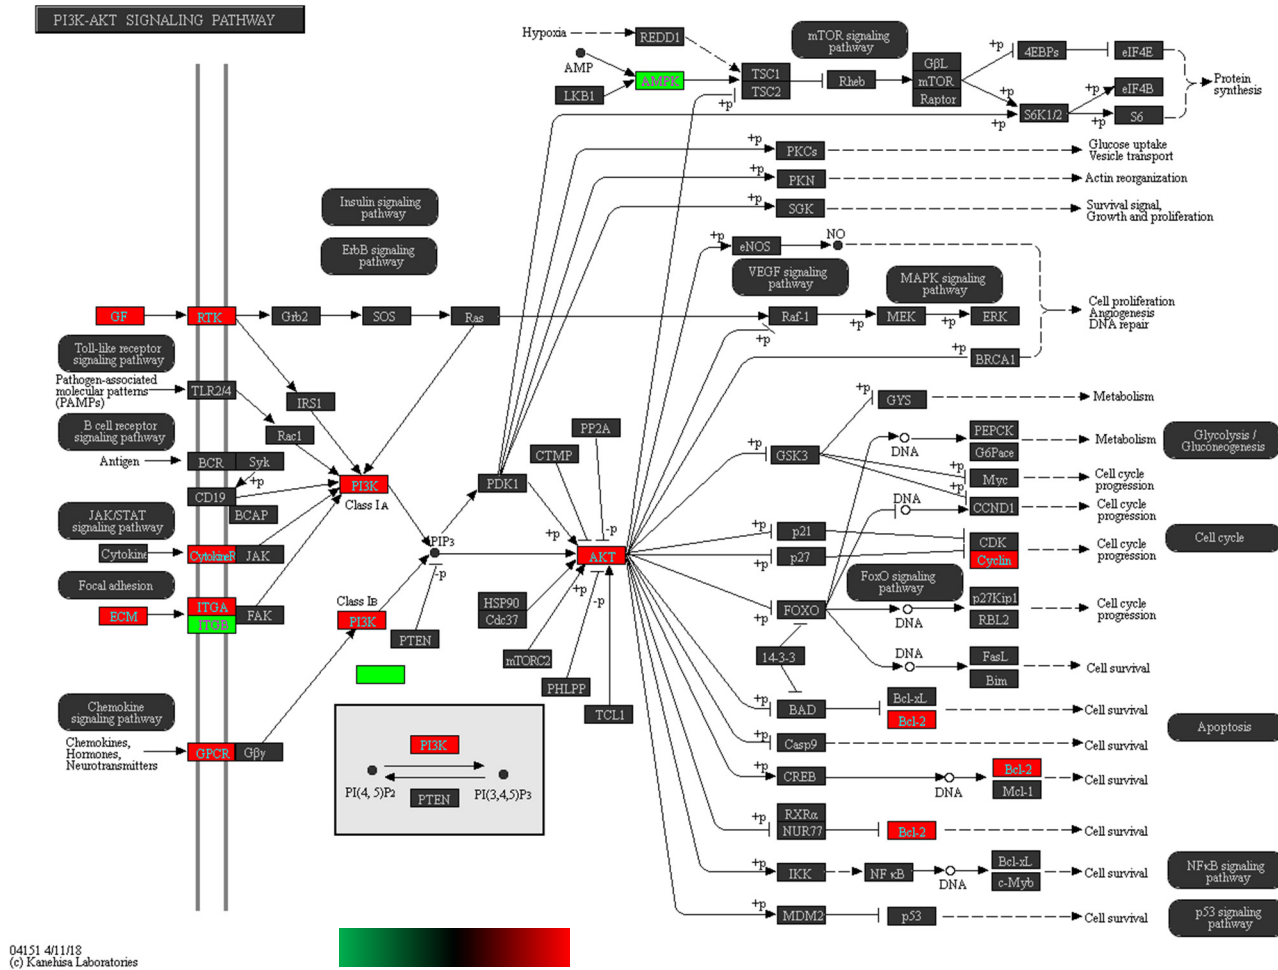 PI3K-AKT SIGNALING PATHWAY
Hypoxia
REDD1
mTOR signaling
pathway
+p
4EBPs
eIF4E
AMP
AMPK
TSC1
TSC2
Rheb
GβL
mTOR
Raptor
Protein
synthesis
LKB1
+p
+p
+p
eIF4B
S6K1/2
+p
S6
+p
+p
PKCs
Glucose uptake
Vesicle transport
+p
PKN
Actin reorganization
+p
SGK
Survival signal,
Growth and proliferation
Insulin signaling
pathway
ErbB signaling
pathway
+p
eNOS
NO
VEGF signaling
pathway
MAPK signaling
pathway
GF
RTK
Grb2
SOS
Ras
+p
Raf-1
+p
MEK
+p
ERK
Cell proliferation
Angiogenesis
DNA repair
+p
+p
BRCA1
Toll-like receptor
signaling pathway
Pathogen-associated
molecular patterns
(PAMPs)
TLR2/4
IRS1
Rac1
+p
GYS
Metabolism
B cell receptor
signaling pathway
Antigen
BCR
Syk
+p
CD19
BCAP
PI3K
Class IA
PP2A
CTMP
PDK1
+p
GSK3
DNA
PEPCK
G6Pace
Metabolism
Glycolysis /
Gluconeogenesis
+p
Myc
Cell cycle
progression
+p
DNA
CCND1
Cell cycle
progression
JAK/STAT
signaling pathway
Cytokine
CytokineR
JAK
PIP3
-p
+p
-p
AKT
+p
p21
+p
p27
CDK
Cyclin
Cell cycle
progression
Cell cycle
Focal adhesion
ECM
ITGA
ITGB
FAK
Class IB
PI3K
PTEN
HSP90
Cdc37
+p
-p
mTORC2
PHLPP
TCL1
FoxO signaling
pathway
+p
FOXO
DNA
p27Kip1
RBL2
Cell cycle
progression
14-3-3
DNA
FasL
Bim
Cell survival
Chemokine
signaling pathway
Chemokines,
Hormones,
Neurotransmitters
GPCR
Gβγ
PI3K
PI(4, 5)P2
PI(3,4,5)P3
PTEN
+p
BAD
Bcl-xL
Bcl-2
Cell survival
Apoptosis
+p
Casp9
Cell survival
+p
CREB
DNA
Bcl-2
Mcl-1
Cell survival
+p
RXRα
NUR77
Bcl-2
Cell survival
+p
IKK
NFκB
DNA
Bcl-xL
c-Myb
Cell survival
NFκB signaling
pathway
+p
MDM2
p53
Cell survival
p53 signaling
pathway
04151 4/11/18
(c) Kanehisa Laboratories